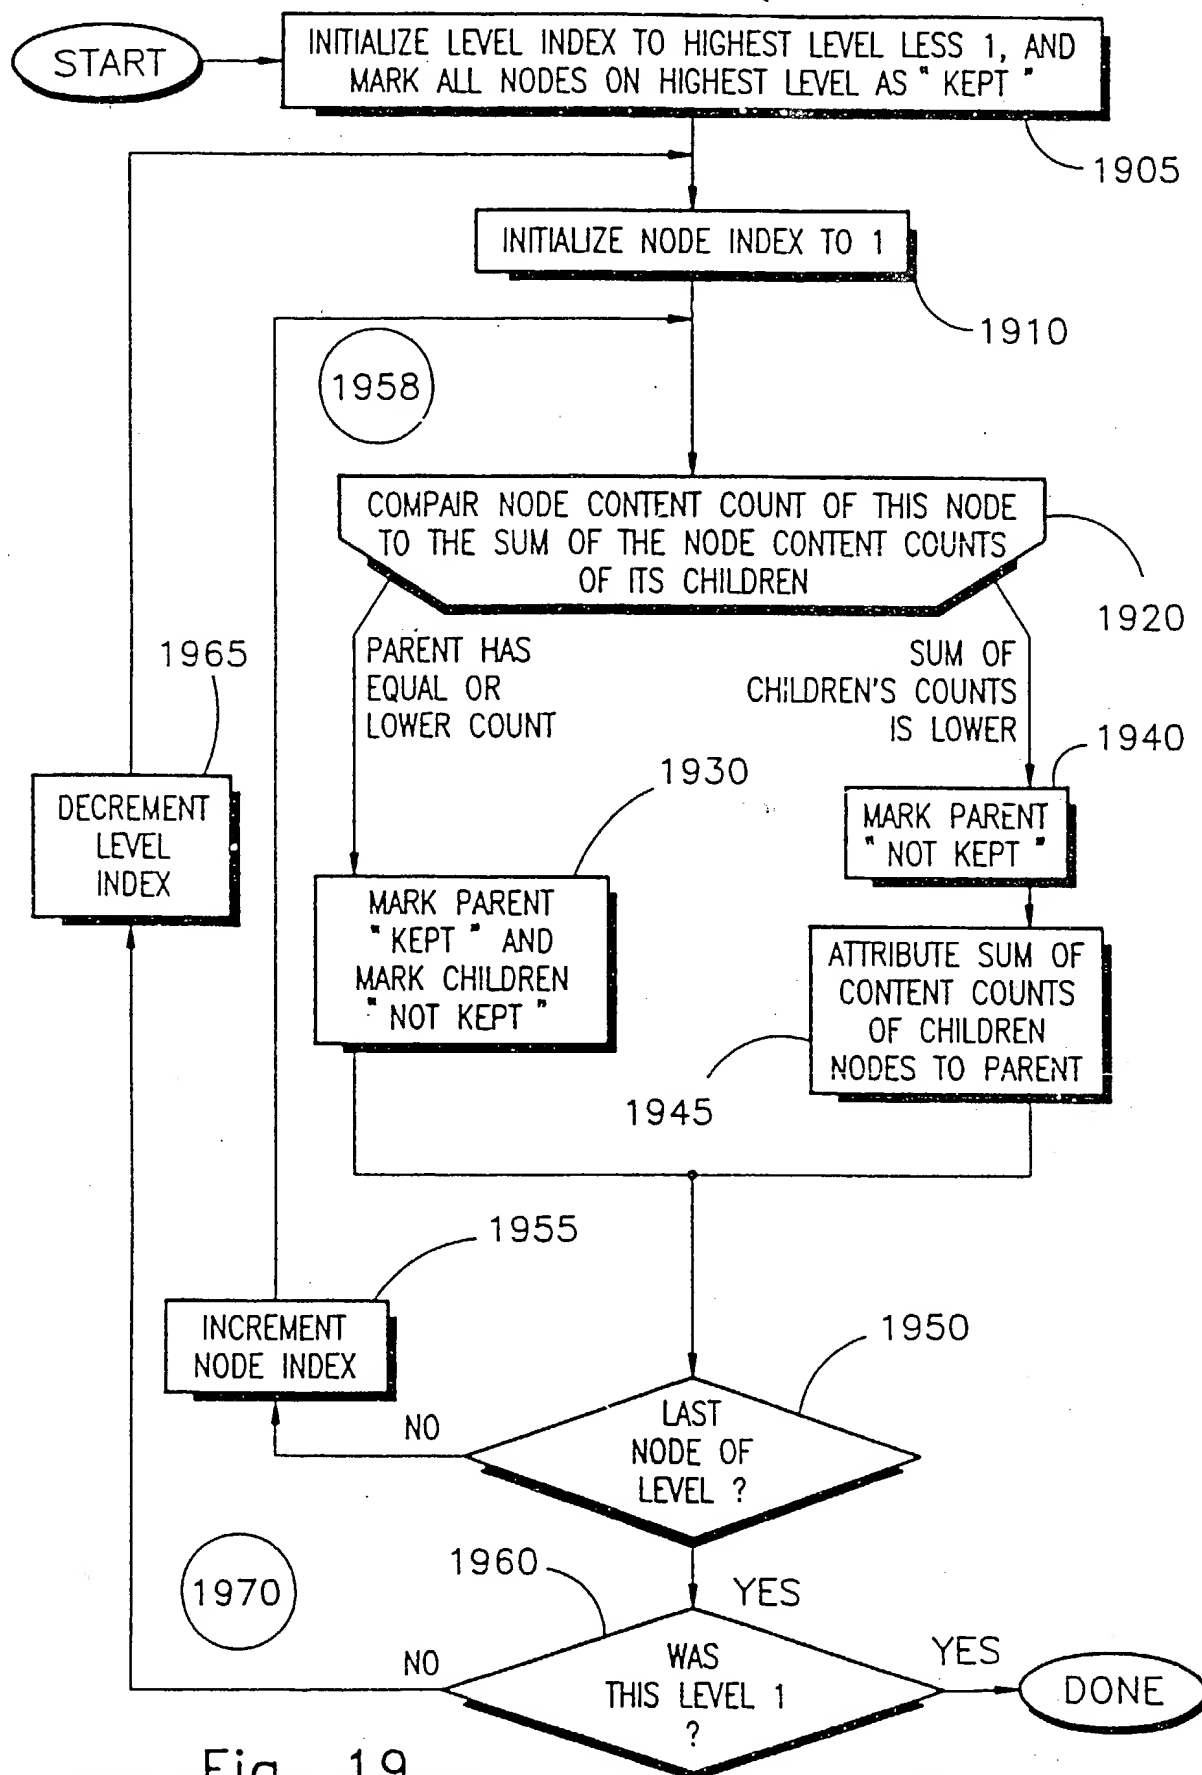 START
INITIALIZE LEVEL INDEX TO HIGHEST LEVEL LESS 1, AND
MARK ALL NODES ON HIGHEST LEVEL AS " KEPT "
1905
INITIALIZE NODE INDEX TO 1
1910
1958
COMPAIR NODE CONTENT COUNT OF THIS NODE
TO THE SUM OF THE NODE CONTENT COUNTS
OF ITS CHILDREN
1920
PARENT HAS
EQUAL OR
LOWER COUNT
SUM OF
CHILDREN'S COUNTS
IS LOWER
1965
DECREMENT
LEVEL
INDEX
1930
MARK PARENT
" KEPT " AND
MARK CHILDREN
" NOT KEPT "
1940
MARK PARENT
" NOT KEPT "
ATTRIBUTE SUM OF
CONTENT COUNTS
OF CHILDREN
NODES TO PARENT
1945
1955
INCREMENT
NODE INDEX
1950
NO
LAST
NODE OF
LEVEL ?
1960
YES
1970
NO
WAS
THIS LEVEL 1
?
YES
DONE
Fig. 19